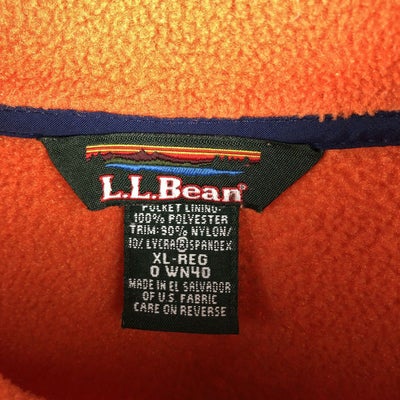 L.L.Bean®
POCKET LINING-
100% POLYESTER
TRIM: 90% NYLON/
10% LYCRA® SPANDEX
XL-REG
0 WN40
MADE IN EL SALVADOR
OF U.S. FABRIC
CARE ON REVERSE